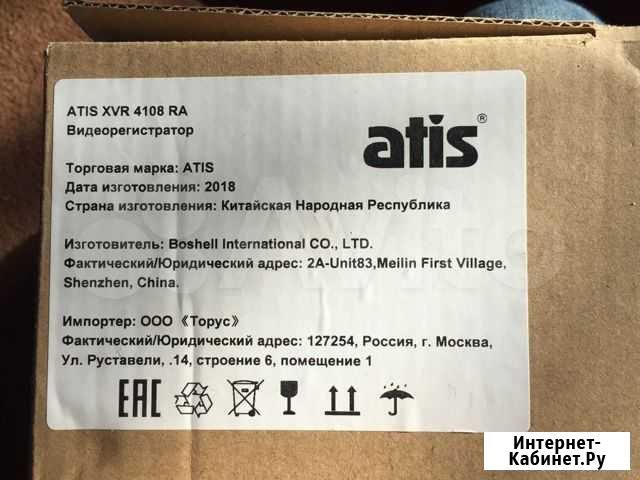 ATIS XVR 4108 RA
Видеорегистратор
atis®
Торговая марка: ATIS
Дата изготовления: 2018
Страна изготовления: Китайская Народная Республика
Изготовитель: Boshell International CO., LTD.
Фактический/Юридический адрес: 2A-Unit83,Meilin First Village,
Shenzhen, China.
Импортер: ООО《Торус》
Фактический/Юридический адрес: 127254, Россия, г. Москва,
Ул. Руставели, .14, строение 6, помещение 1
EAC
Avito
Интернет-
Кабинет.Ру